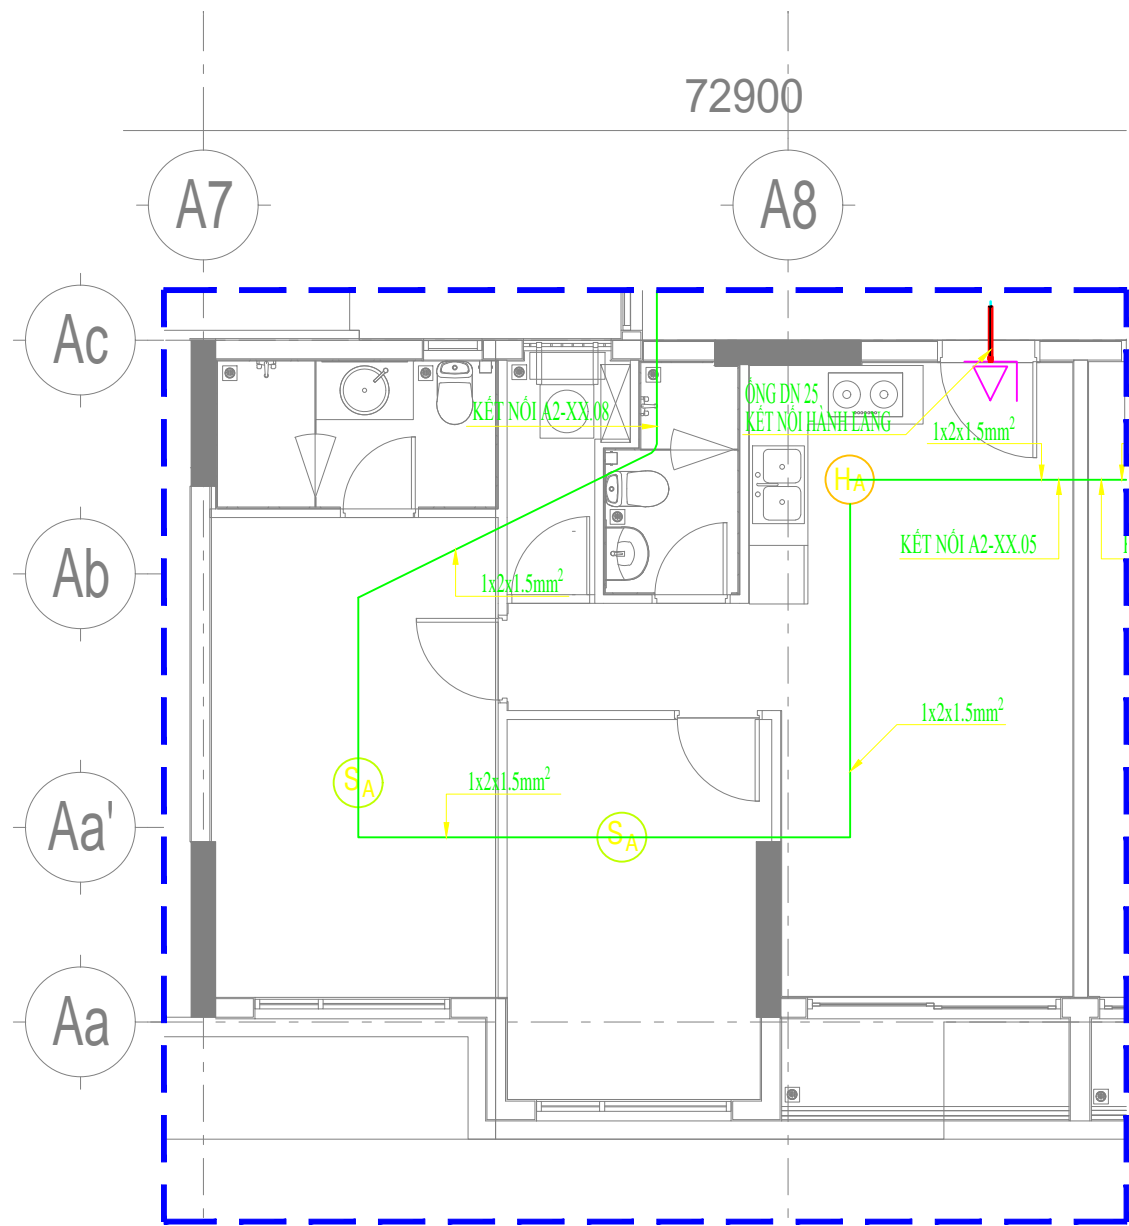 72900
A7
A8
Ac
KẾT NỐI A2-XX.08
ỐNG DN 25
KẾT NỐI HÀNH LANG
1x2x1.5mm²
HA
KẾT NỐI A2-XX.05
Ab
1x2x1.5mm²
1x2x1.5mm²
SA
1x2x1.5mm²
Aa'
SA
Aa